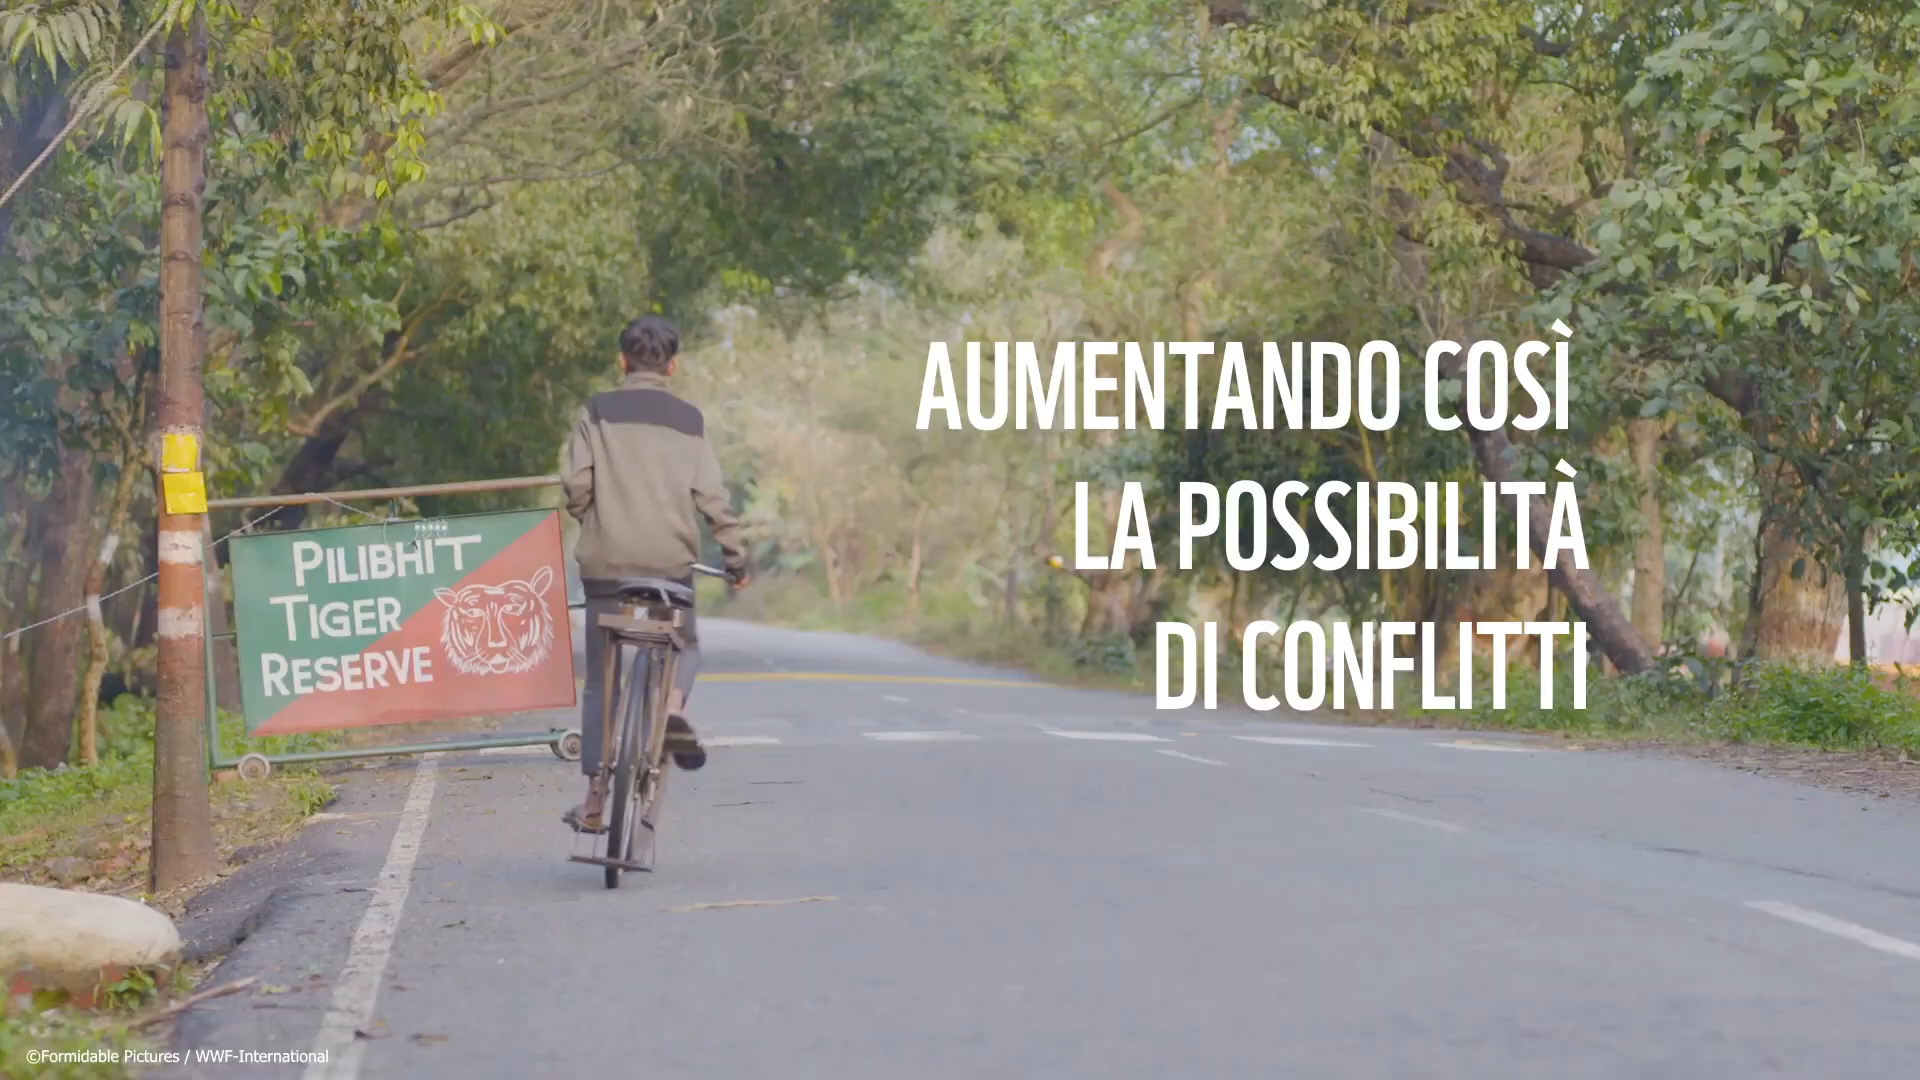 PILIBHIT
TIGER
RESERVE
AUMENTANDO COSÌ
LA POSSIBILITÀ
DI CONFLITTI
©Formidable Pictures / WWF-International